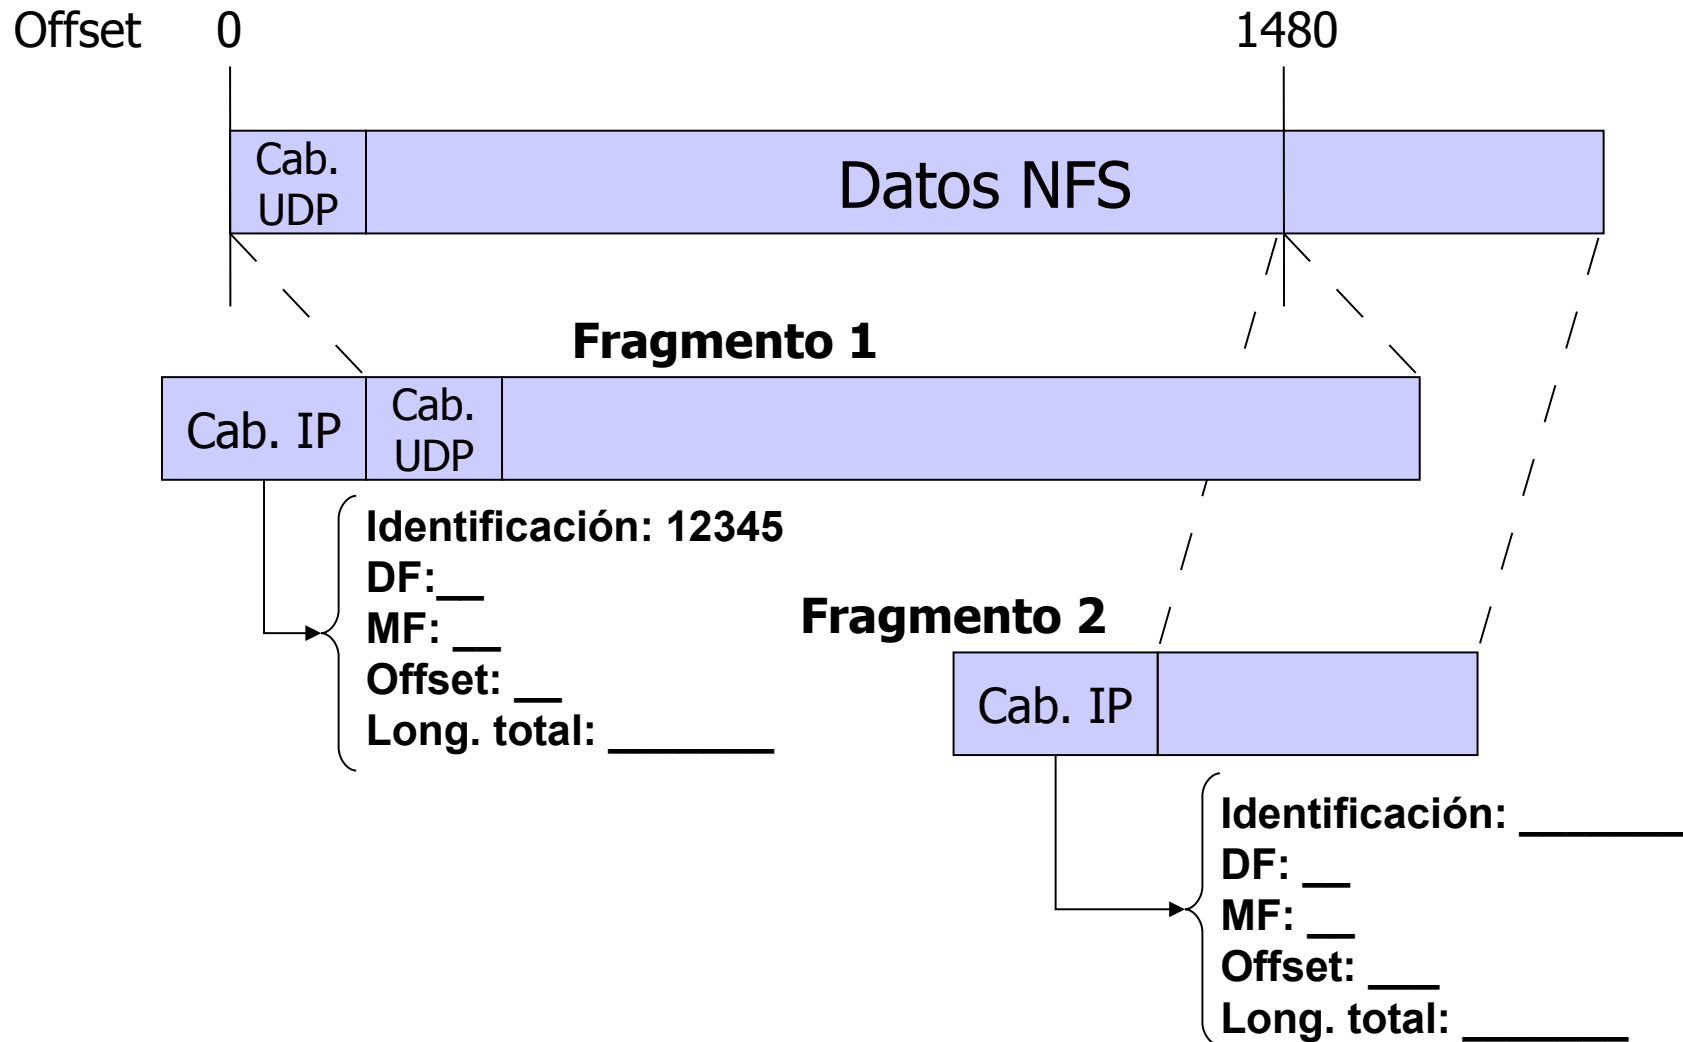 Offset 0 1480
Cab.
UDP
Datos NFS
Fragmento 1
Cab. IP
Cab.
UDP
Identificación: 12345
DF:__
MF: __
Offset: __
Long. total: _______
Fragmento 2
Cab. IP
Identificación: _______
DF: __
MF: __
Offset: ___
Long. total: _______